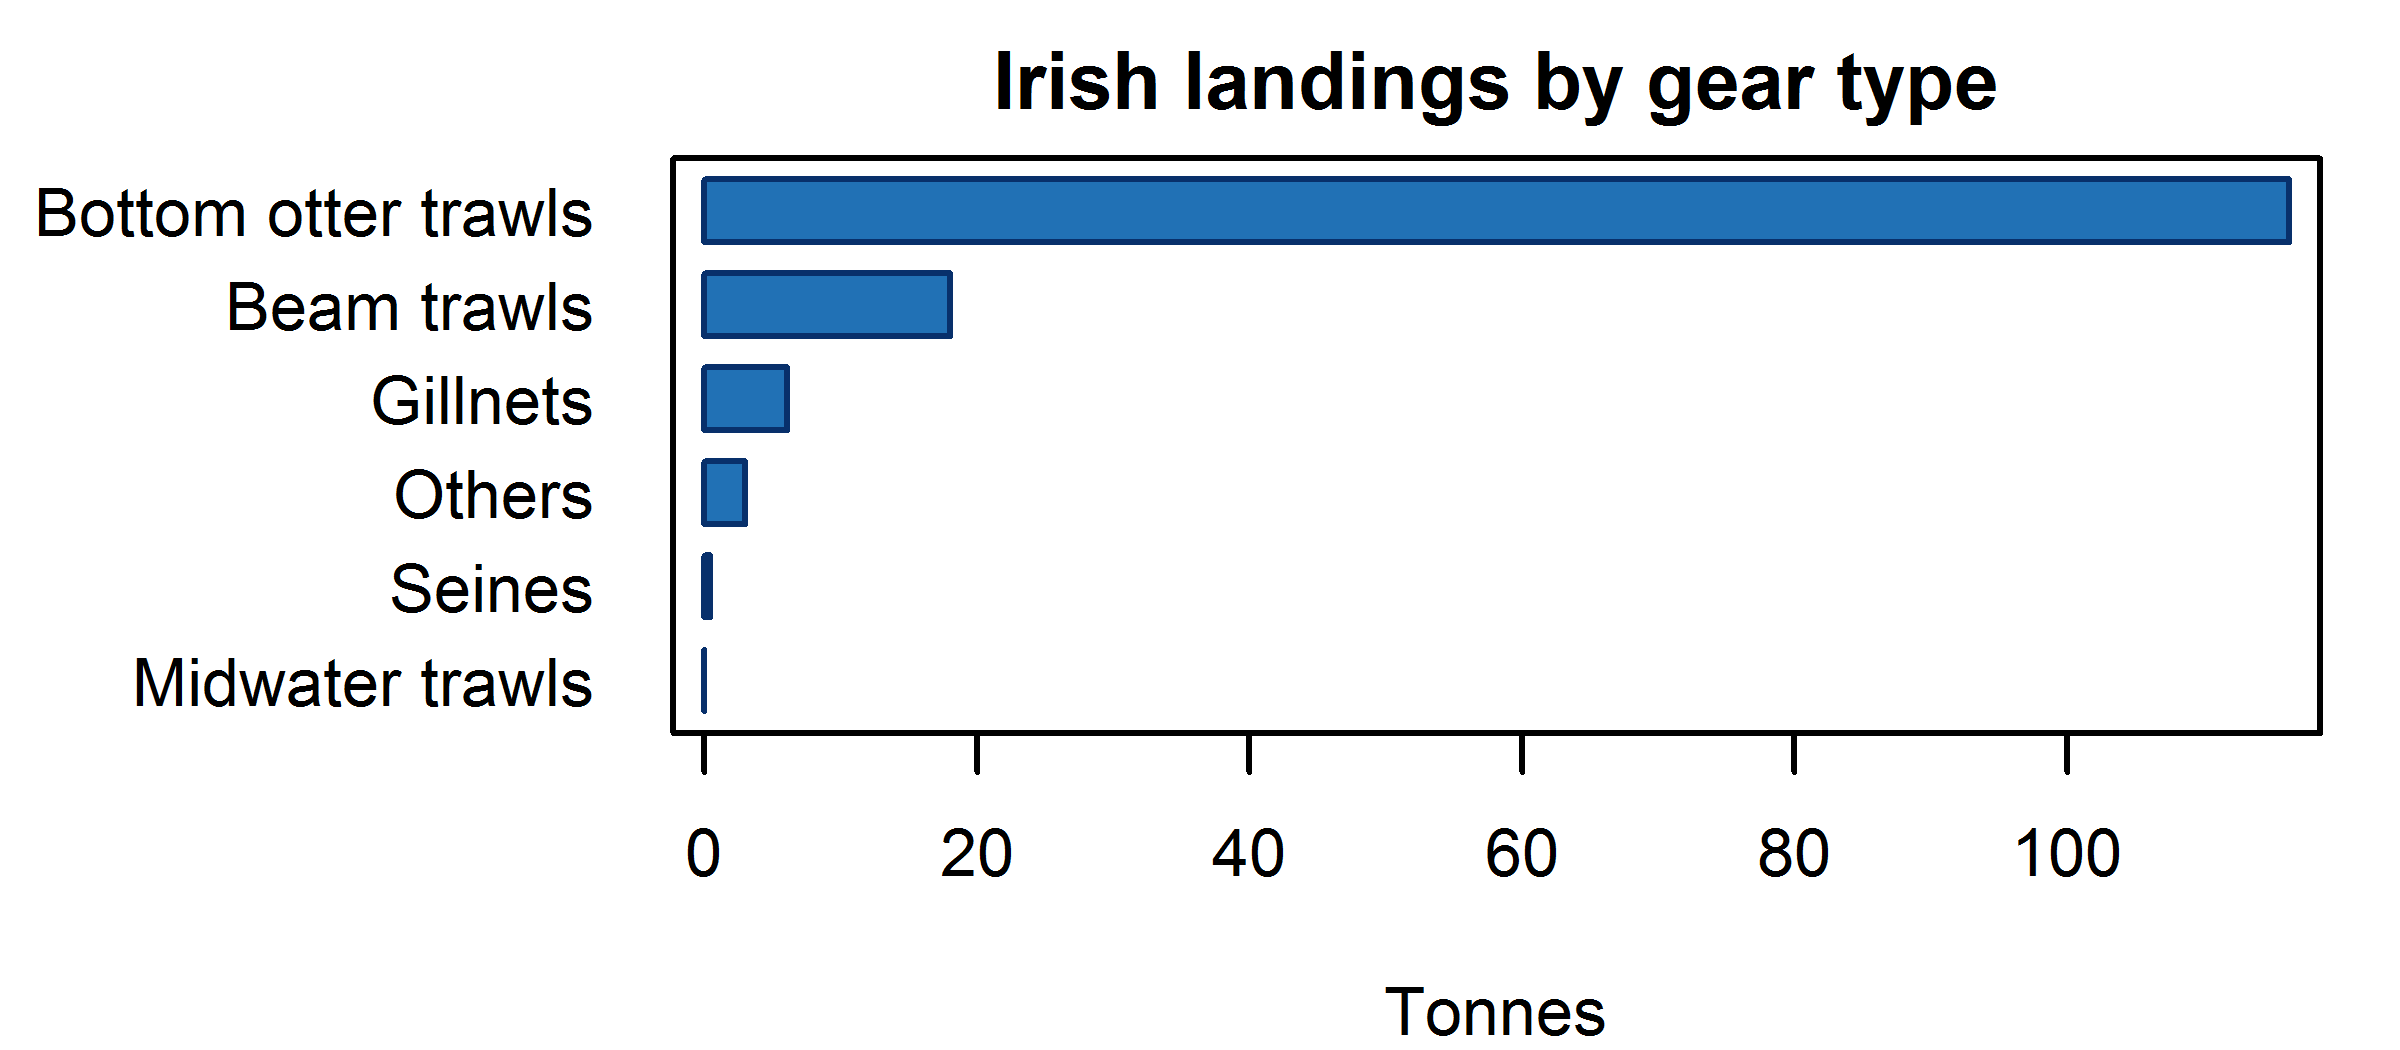 Irish landings by gear type
Bottom otter trawls
Beam trawls
Gillnets
Others
Seines
Midwater trawls
0 20 40 60 80 100
Tonnes